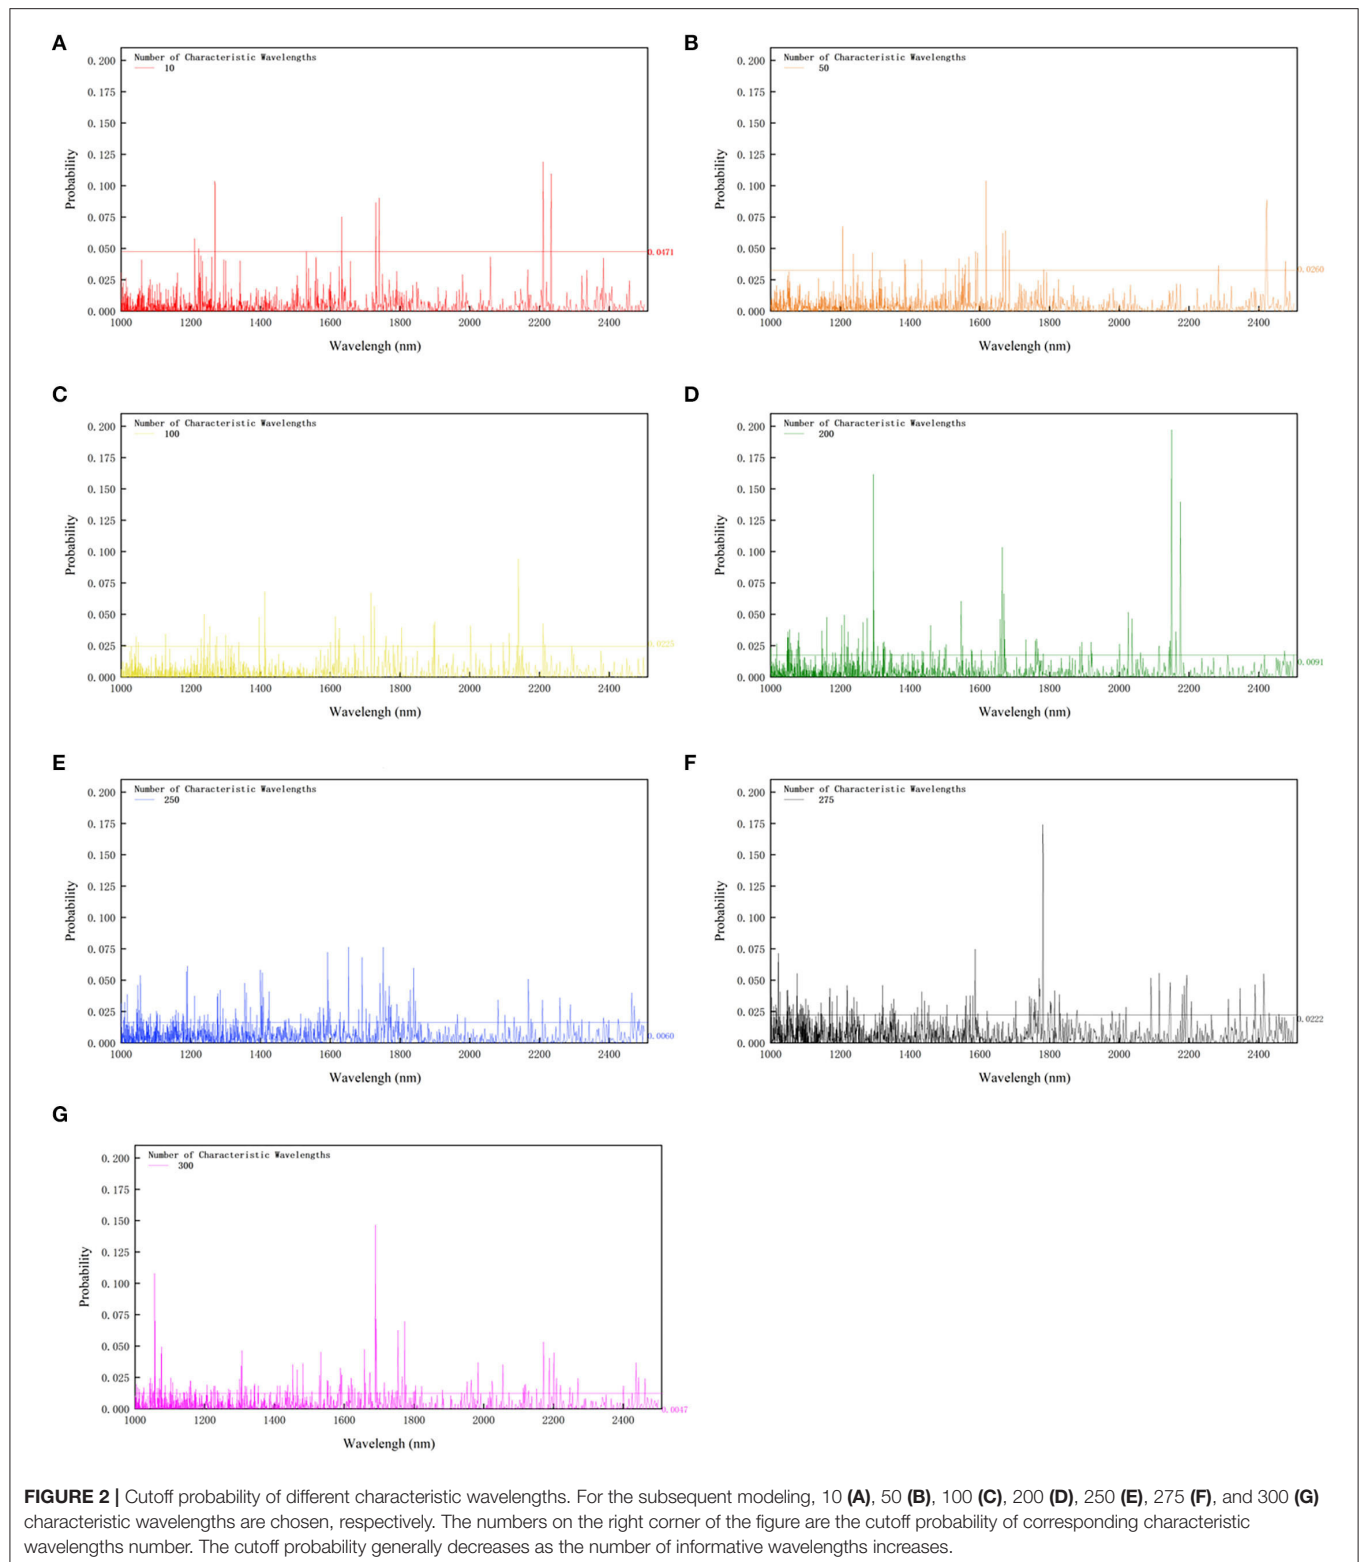 A
Number of Characteristic Wavelengths
10
0.200
0.175
0.150
0.125
0.100
0.075
0.050
0.025
0.000
Probability
0.0471
1000 1200 1400 1600 1800 2000 2200 2400
Wavelengh (nm)
B
Number of Characteristic Wavelengths
50
0.200
0.175
0.150
0.125
0.100
0.075
0.050
0.025
0.000
Probability
0.0260
1000 1200 1400 1600 1800 2000 2200 2400
Wavelengh (nm)
C
Number of Characteristic Wavelengths
100
0.200
0.175
0.150
0.125
0.100
0.075
0.050
0.025
0.000
Probability
0.0225
1000 1200 1400 1600 1800 2000 2200 2400
Wavelengh (nm)
D
Number of Characteristic Wavelengths
200
0.200
0.175
0.150
0.125
0.100
0.075
0.050
0.025
0.000
Probability
0.0091
1000 1200 1400 1600 1800 2000 2200 2400
Wavelengh (nm)
E
Number of Characteristic Wavelengths
250
0.200
0.175
0.150
0.125
0.100
0.075
0.050
0.025
0.000
Probability
0.0060
1000 1200 1400 1600 1800 2000 2200 2400
Wavelengh (nm)
F
Number of Characteristic Wavelengths
275
0.200
0.175
0.150
0.125
0.100
0.075
0.050
0.025
0.000
Probability
0.0222
1000 1200 1400 1600 1800 2000 2200 2400
Wavelengh (nm)
G
Number of Characteristic Wavelengths
300
0.200
0.175
0.150
0.125
0.100
0.075
0.050
0.025
0.000
Probability
0.0047
1000 1200 1400 1600 1800 2000 2200 2400
Wavelengh (nm)
FIGURE 2 | Cutoff probability of different characteristic wavelengths. For the subsequent modeling, 10 (A), 50 (B), 100 (C), 200 (D), 250 (E), 275 (F), and 300 (G)
characteristic wavelengths are chosen, respectively. The numbers on the right corner of the figure are the cutoff probability of corresponding characteristic
wavelengths number. The cutoff probability generally decreases as the number of informative wavelengths increases.